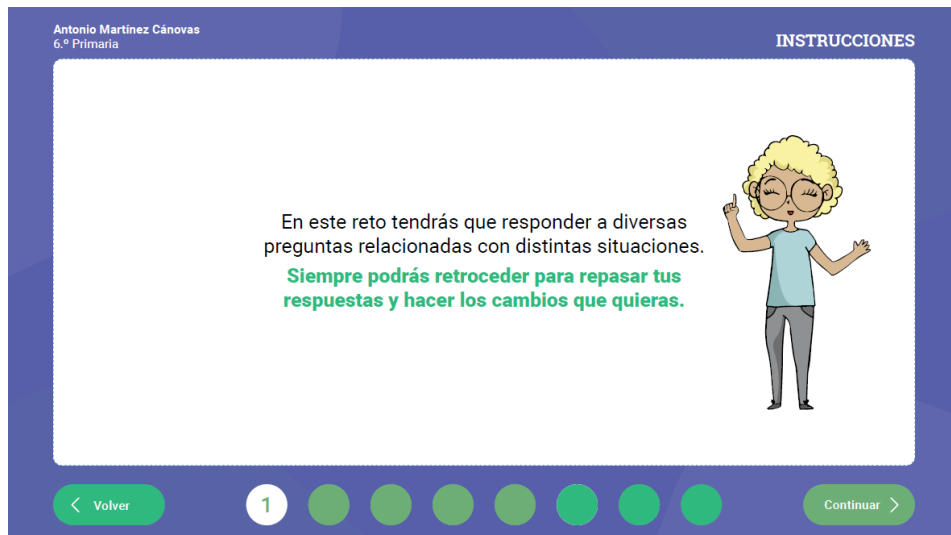 Antonio Martínez Cánovas
6.º Primaria
INSTRUCCIONES
En este reto tendrás que responder a diversas
preguntas relacionadas con distintas situaciones.
Siempre podrás retroceder para repasar tus
respuestas y hacer los cambios que quieras.
Volver
1
Continuar